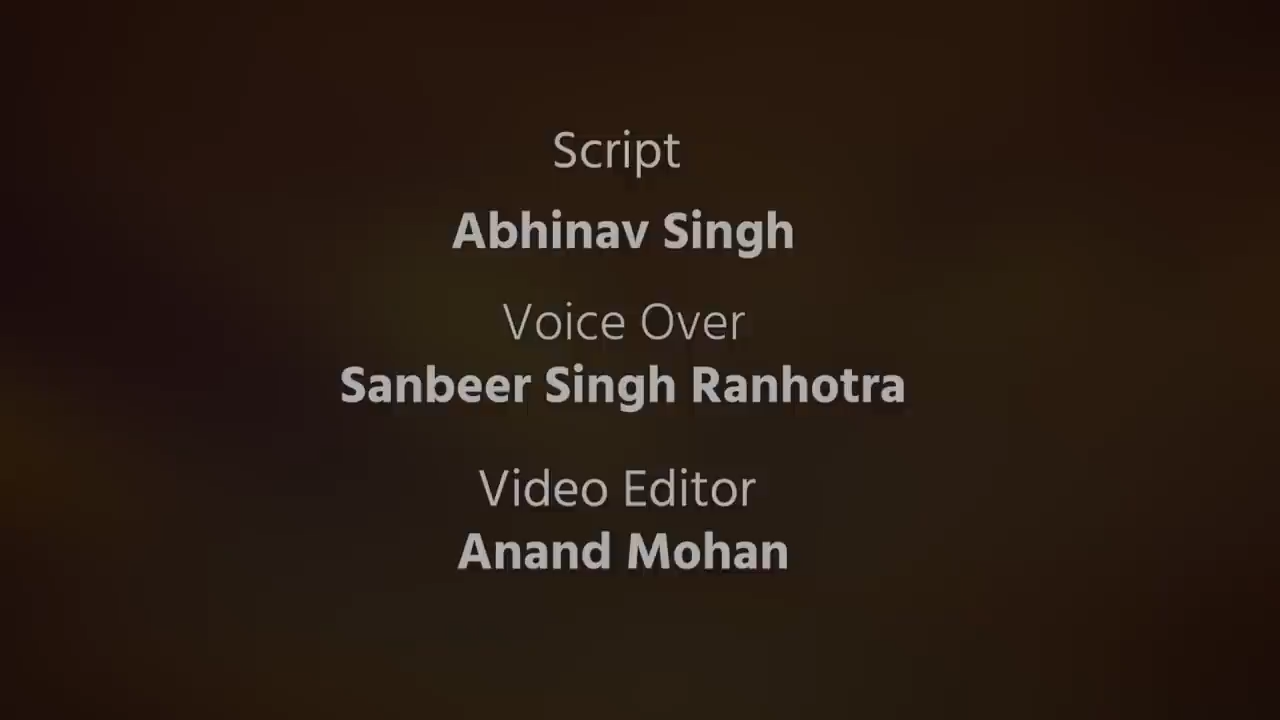 Script
Abhinav Singh
Voice Over
Sanbeer Singh Ranhotra
Video Editor
Anand Mohan